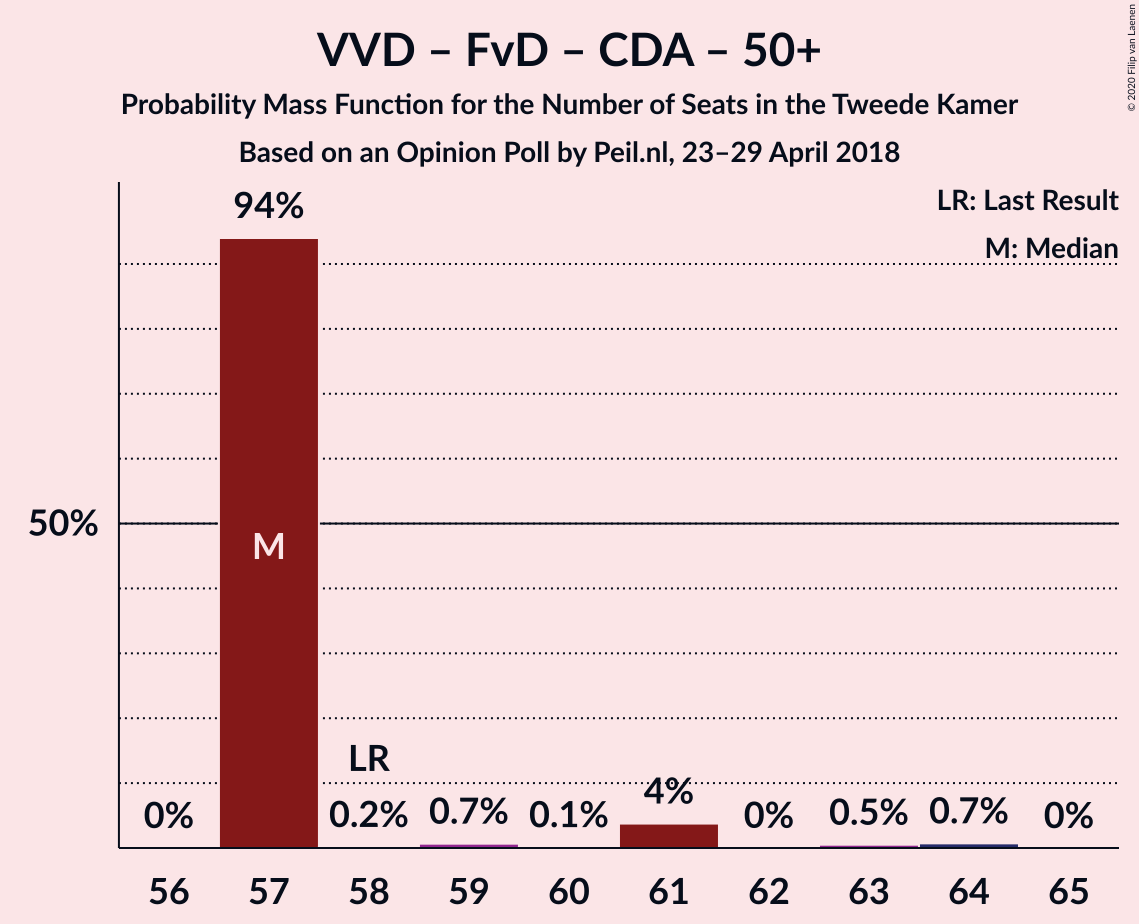 VVD – FvD – CDA – 50+
Probability Mass Function for the Number of Seats in the Tweede Kamer
Based on an Opinion Poll by Peil.nl, 23–29 April 2018
© 2020 Filip van Laenen
LR: Last Result
M: Median
94%
50%
M
LR
0% 0.2% 0.7% 0.1% 4% 0% 0.5% 0.7% 0%
56 57 58 59 60 61 62 63 64 65